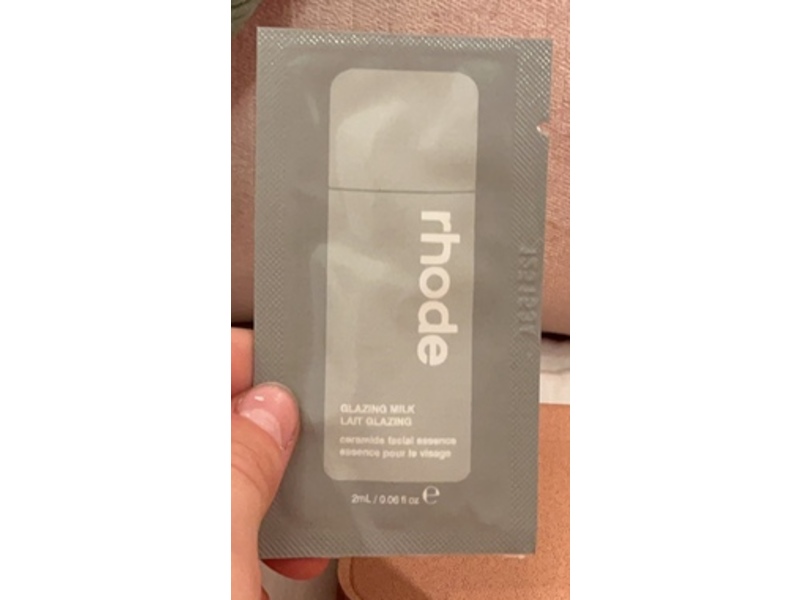 rhode
GLAZING MILK
LAIT GLAZING
ceramide facial essence
essence pour le visage
2mL / 0.06 fl oz e